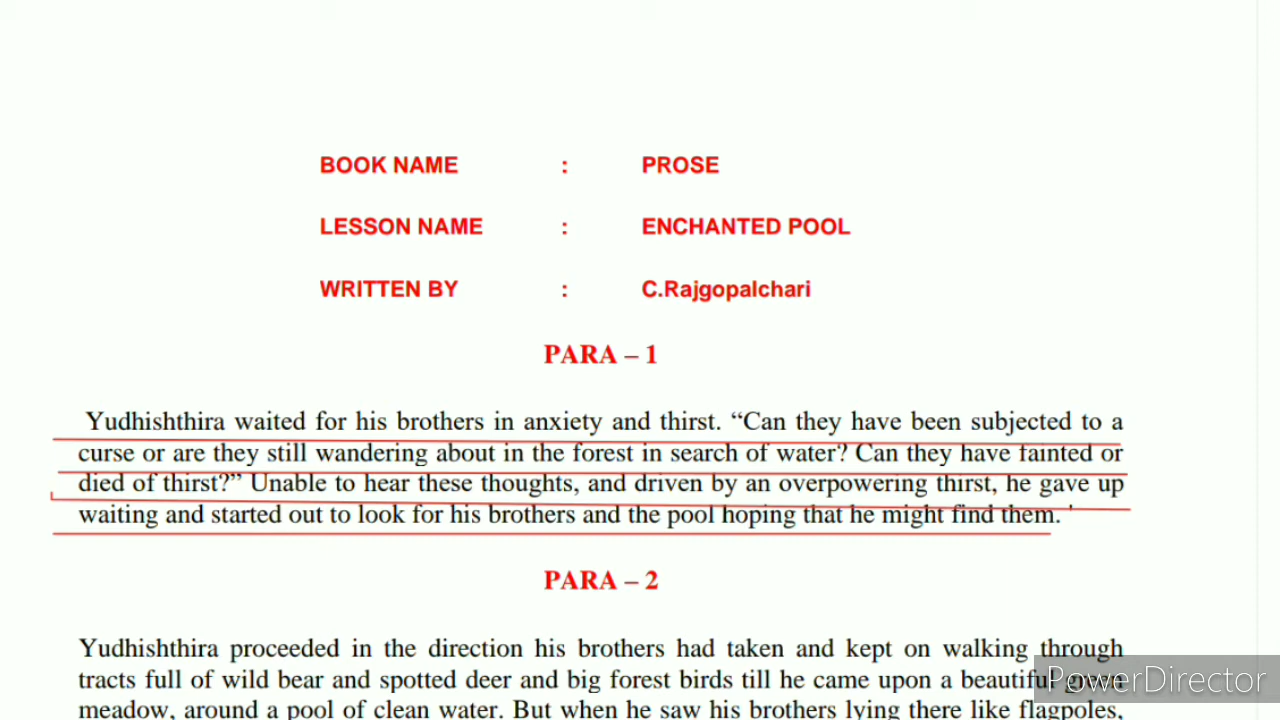 BOOK NAME : PROSE
LESSON NAME : ENCHANTED POOL
WRITTEN BY : C.Rajgopalchari
PARA – 1
Yudhishthira waited for his brothers in anxiety and thirst. “Can they have been subjected to a
curse or are they still wandering about in the forest in search of water? Can they have fainted or
died of thirst?” Unable to hear these thoughts, and driven by an overpowering thirst, he gave up
waiting and started out to look for his brothers and the pool hoping that he might find them. '
PARA – 2
Yudhishthira proceeded in the direction his brothers had taken and kept on walking through
tracts full of wild bear and spotted deer and big forest birds till he came upon a beautiful green
PowerDirector
meadow, around a pool of clean water. But when he saw his brothers lying there like flagpoles,